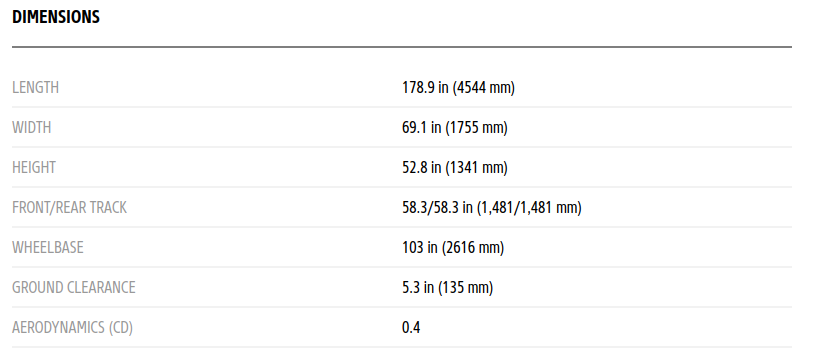 DIMENSIONS
LENGTH 178.9 in (4544 mm)
WIDTH 69.1 in (1755 mm)
HEIGHT 52.8 in (1341 mm)
FRONT/REAR TRACK 58.3/58.3 in (1,481/1,481 mm)
WHEELBASE 103 in (2616 mm)
GROUND CLEARANCE 5.3 in (135 mm)
AERODYNAMICS (CD) 0.4